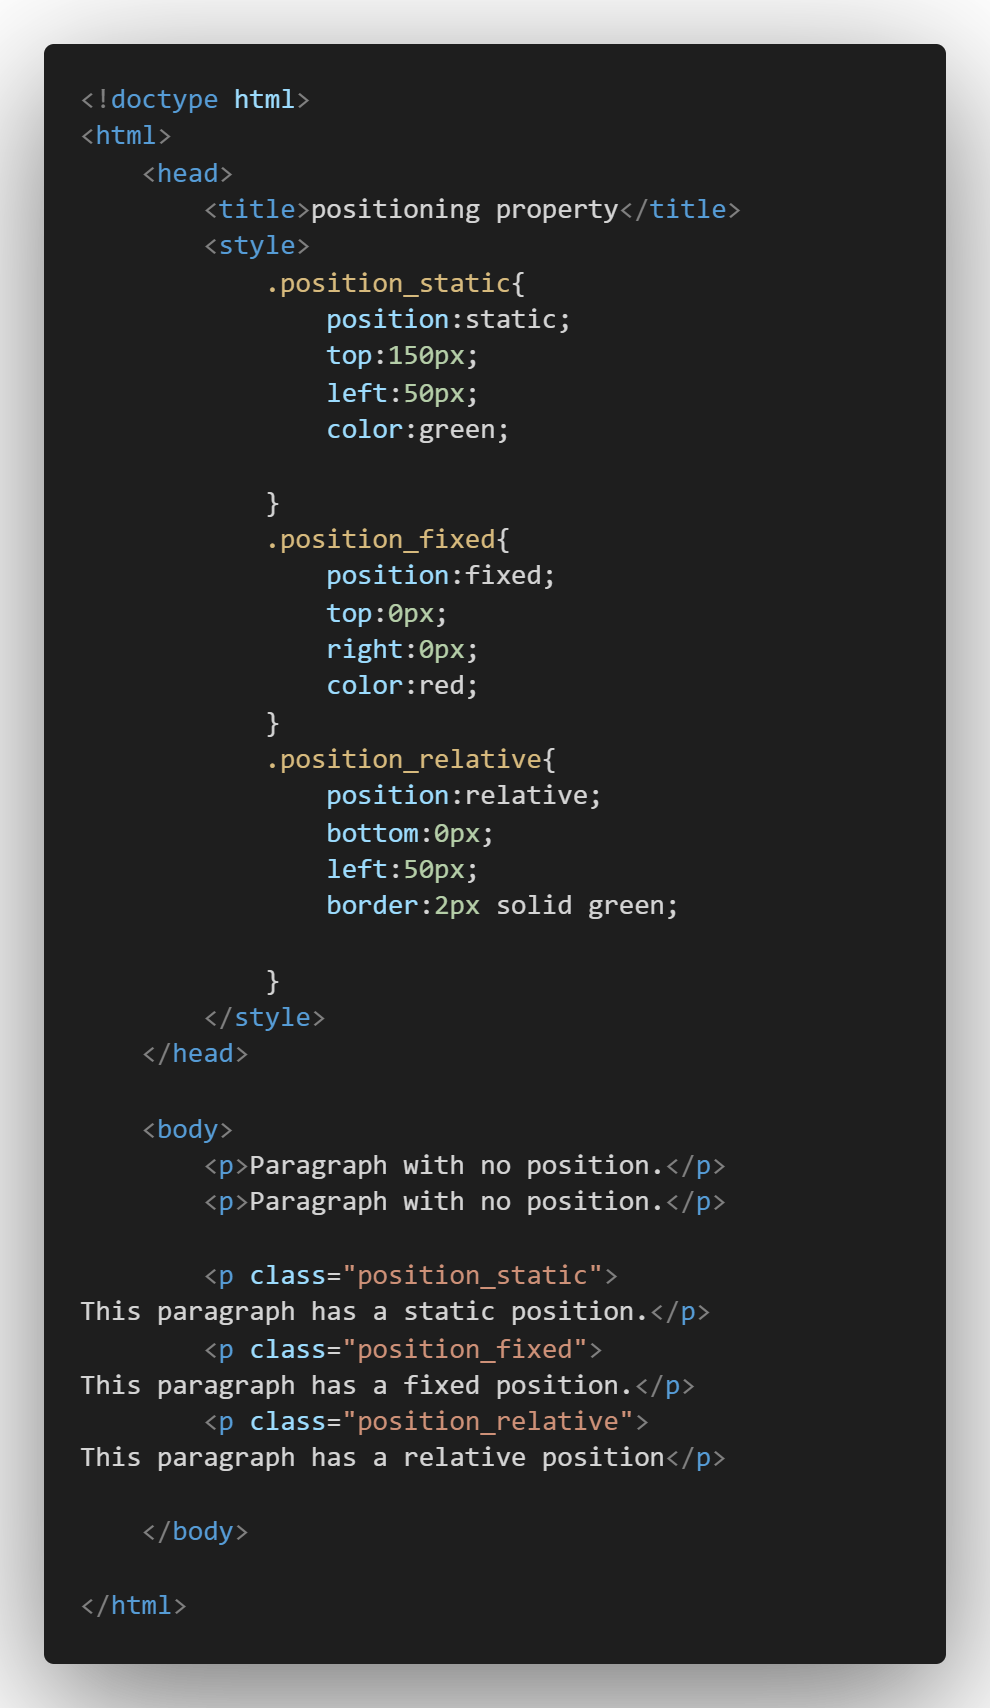 <!doctype html>
<html>
    <head>
        <title>positioning property</title>
        <style>
            .position_static{
                position:static;
                top:150px;
                left:50px;
                color:green;

            }
            .position_fixed{
                position:fixed;
                top:0px;
                right:0px;
                color:red;
            }
            .position_relative{
                position:relative;
                bottom:0px;
                left:50px;
                border:2px solid green;

            }
        </style>
    </head>

    <body>
        <p>Paragraph with no position.</p>
        <p>Paragraph with no position.</p>

        <p class="position_static">
This paragraph has a static position.</p>
        <p class="position_fixed">
This paragraph has a fixed position.</p>
        <p class="position_relative">
This paragraph has a relative position</p>

    </body>

</html>